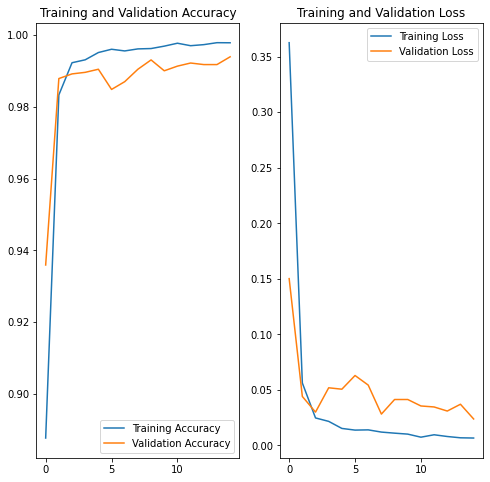 Training and Validation Accuracy
1.00
0.98
0.96
0.94
0.92
0.90
0 5 10
Training Accuracy
Validation Accuracy
Training and Validation Loss
0.35
0.30
0.25
0.20
0.15
0.10
0.05
0.00
0 5 10
Training Loss
Validation Loss